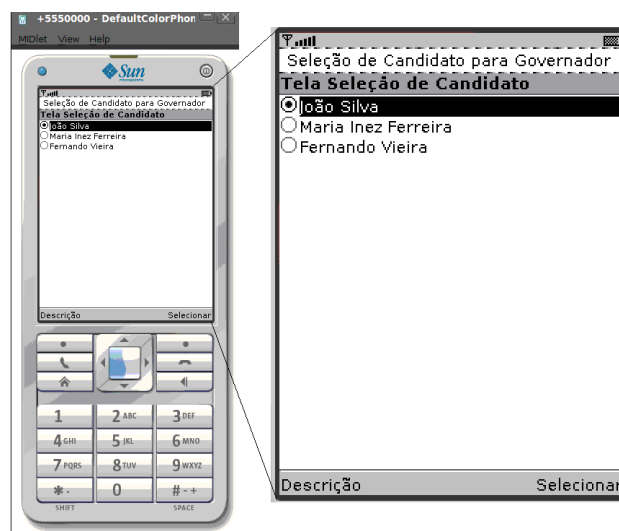 +5550000 - DefaultColorPhon
MIDlet View Help
Sun
microsystems
Seleção de Candidato para Governador
Tela Seleção de Candidato
João Silva
Maria Inez Ferreira
Fernando Vieira
Descrição Selecionar
1 2 ABC 3 DEF
4 GHI 5 JKL 6 MNO
7 PQRS 8 TUV 9 WXYZ
* . 0 # - +
SHIFT SPACE
Seleção de Candidato para Governador
Tela Seleção de Candidato
João Silva
Maria Inez Ferreira
Fernando Vieira
Descrição Selecionar